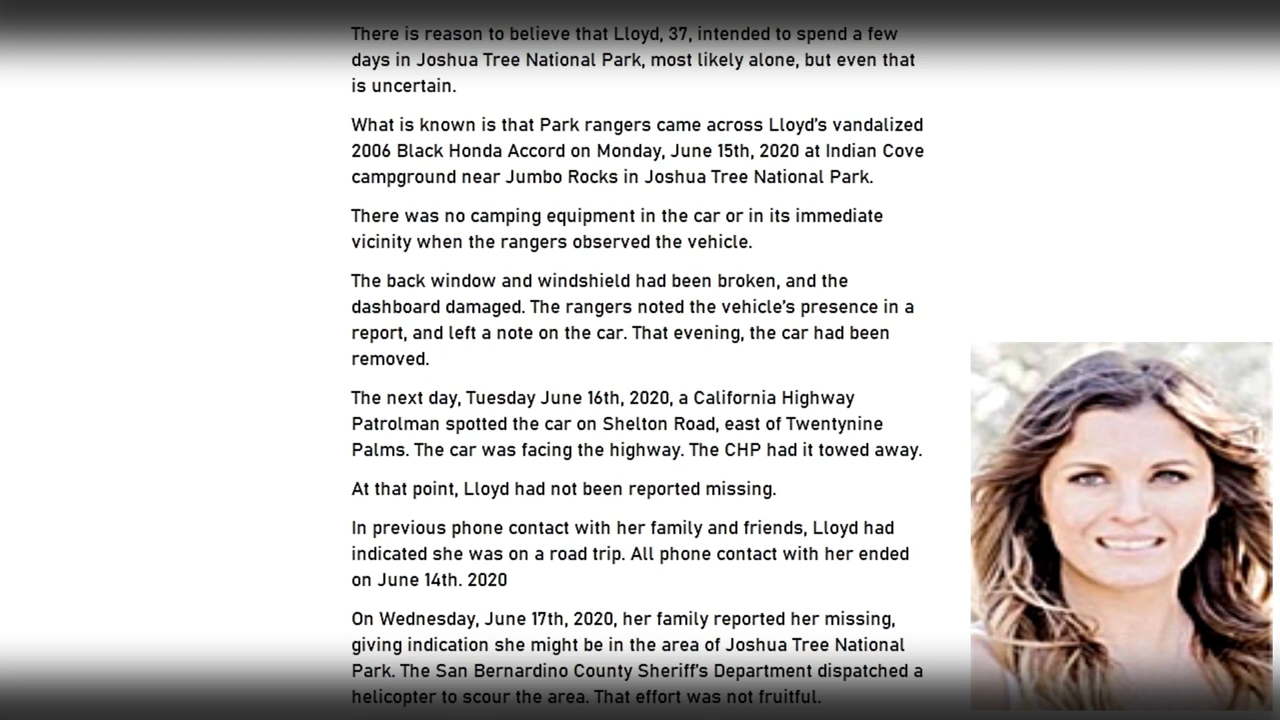 There is reason to believe that Lloyd, 37, intended to spend a few
days in Joshua Tree National Park, most likely alone, but even that
is uncertain.
What is known is that Park rangers came across Lloyd's vandalized
2006 Black Honda Accord on Monday, June 15th, 2020 at Indian Cove
campground near Jumbo Rocks in Joshua Tree National Park.
There was no camping equipment in the car or in its immediate
vicinity when the rangers observed the vehicle.
The back window and windshield had been broken, and the
dashboard damaged. The rangers noted the vehicle's presence in a
report, and left a note on the car. That evening, the car had been
removed.
The next day, Tuesday June 16th, 2020, a California Highway
Patrolman spotted the car on Shelton Road, east of Twentynine
Palms. The car was facing the highway. The CHP had it towed away.
At that point, Lloyd had not been reported missing.
In previous phone contact with her family and friends, Lloyd had
indicated she was on a road trip. All phone contact with her ended
on June 14th. 2020
On Wednesday, June 17th, 2020, her family reported her missing,
giving indication she might be in the area of Joshua Tree National
Park. The San Bernardino County Sheriff's Department dispatched a
helicopter to scour the area. That effort was not fruitful.